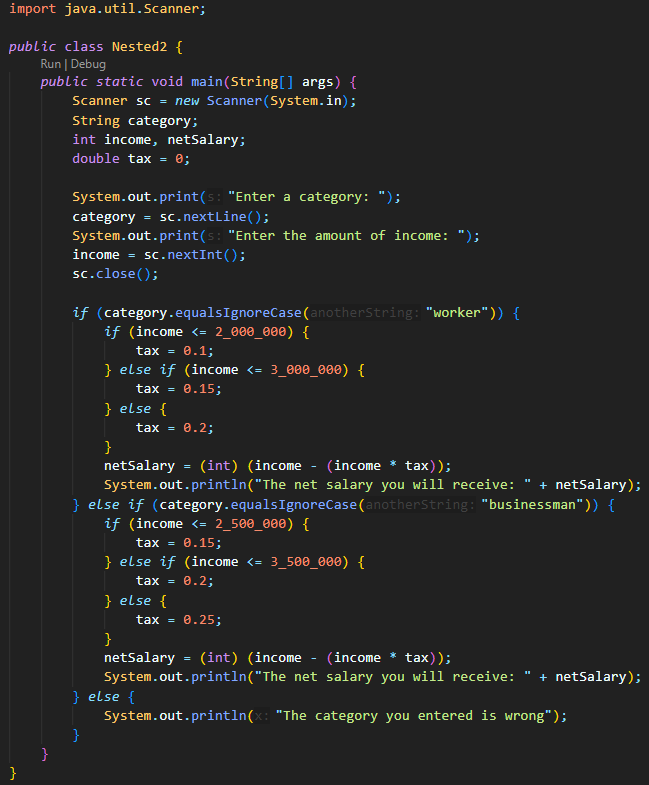 import java.util.Scanner;
public class Nested2 {
Run | Debug
public static void main(String[] args) {
Scanner sc = new Scanner(System.in);
String category;
int income, netSalary;
double tax = 0;
System.out.print(s: "Enter a category: ");
category = sc.nextLine();
System.out.print(s: "Enter the amount of income: ");
income = sc.nextInt();
sc.close();
if (category.equalsIgnoreCase(anotherString: "worker")) {
if (income <= 2_000_000) {
tax = 0.1;
} else if (income <= 3_000_000) {
tax = 0.15;
} else {
tax = 0.2;
}
netSalary = (int) (income - (income * tax));
System.out.println("The net salary you will receive: " + netSalary);
} else if (category.equalsIgnoreCase(anotherString: "businessman")) {
if (income <= 2_500_000) {
tax = 0.15;
} else if (income <= 3_500_000) {
tax = 0.2;
} else {
tax = 0.25;
}
netSalary = (int) (income - (income * tax));
System.out.println("The net salary you will receive: " + netSalary);
} else {
System.out.println(x: "The category you entered is wrong");
}
}
}